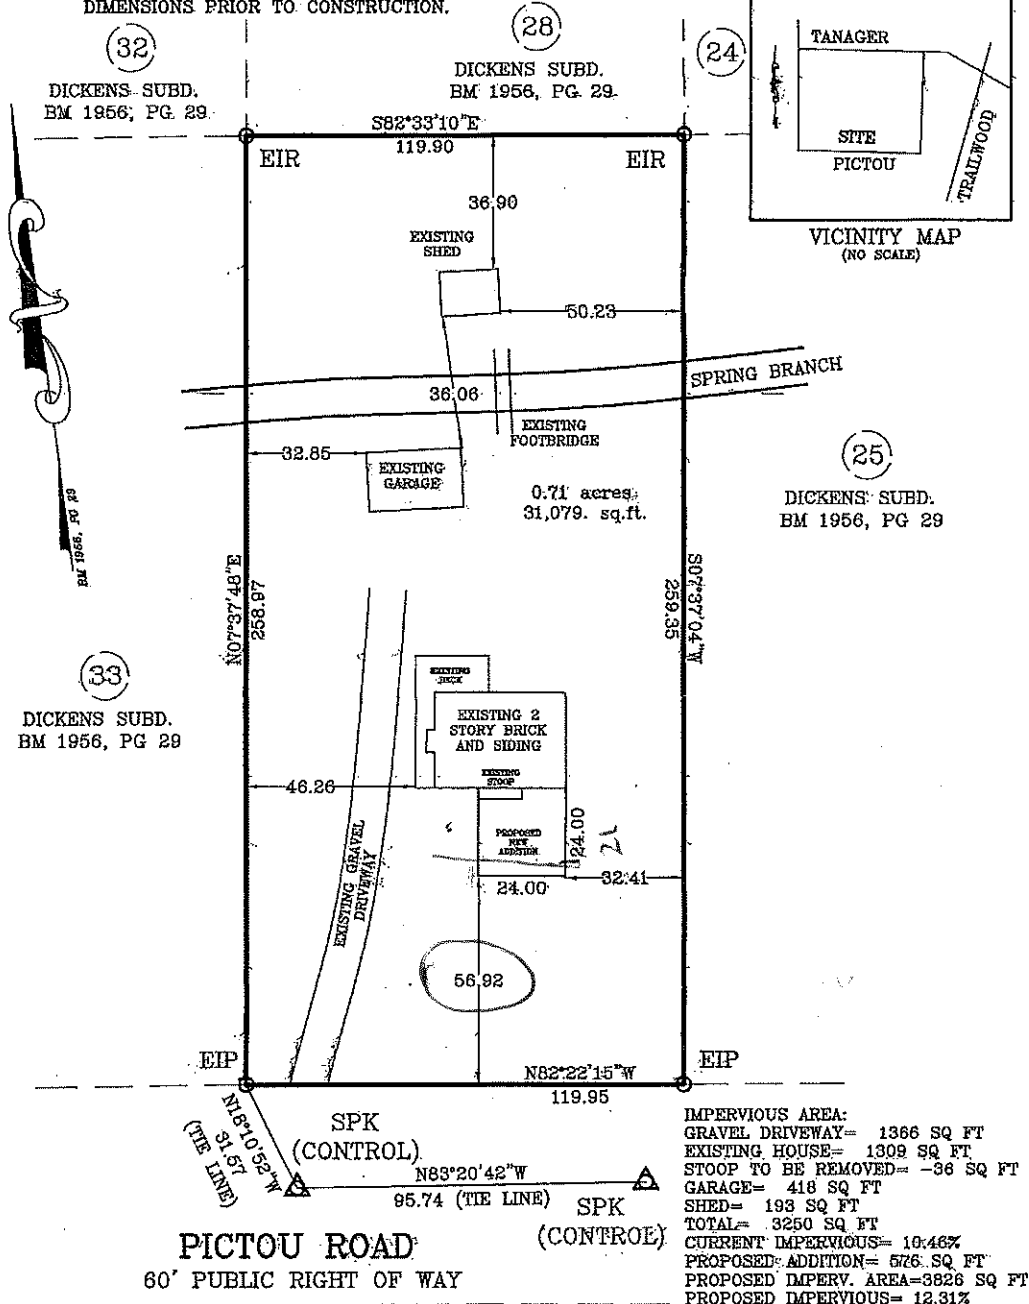 DIMENSIONS PRIOR TO CONSTRUCTION.
32
DICKENS SUBD.
BM 1956, PG 29
28
DICKENS SUBD.
BM 1956, PG 29
24
TANAGER
SITE
PICTOU
TRAILWOOD
VICINITY MAP
(NO SCALE)
S82°33'10"E
119.90
EIR
EIR
36.90
EXISTING
SHED
50.23
SPRING BRANCH
36.06
EXISTING
FOOTBRIDGE
32.85
EXISTING
GARAGE
0.71 acres
31,079. sq.ft.
25
DICKENS SUBD.
BM 1956, PG 29
BM 1956, PG 29
N07°37'48"E
258.97
S07°37'04"W
259.35
33
DICKENS SUBD.
BM 1956, PG 29
EXISTING
DECK
EXISTING 2
STORY BRICK
AND SIDING
EXISTING
STOOP
46.26
PROPOSED
NEW
ADDITION
24.00
21
24.00
32.41
EXISTING GRAVEL
DRIVEWAY
56.92
EIP
EIP
N82°22'15"W
119.95
N18°10'52"W
31.57
(TIE LINE)
SPK
(CONTROL)
N83°20'42"W
95.74 (TIE LINE)
SPK
(CONTROL)
PICTOU ROAD
60' PUBLIC RIGHT OF WAY
IMPERVIOUS AREA:
GRAVEL DRIVEWAY= 1366 SQ FT
EXISTING HOUSE= 1309 SQ FT
STOOP TO BE REMOVED= -36 SQ FT
GARAGE= 418 SQ FT
SHED= 193 SQ FT
TOTAL= 3250 SQ FT
CURRENT IMPERVIOUS= 10.46%
PROPOSED ADDITION= 576 SQ FT
PROPOSED IMPERV. AREA=3826 SQ FT
PROPOSED IMPERVIOUS= 12.31%